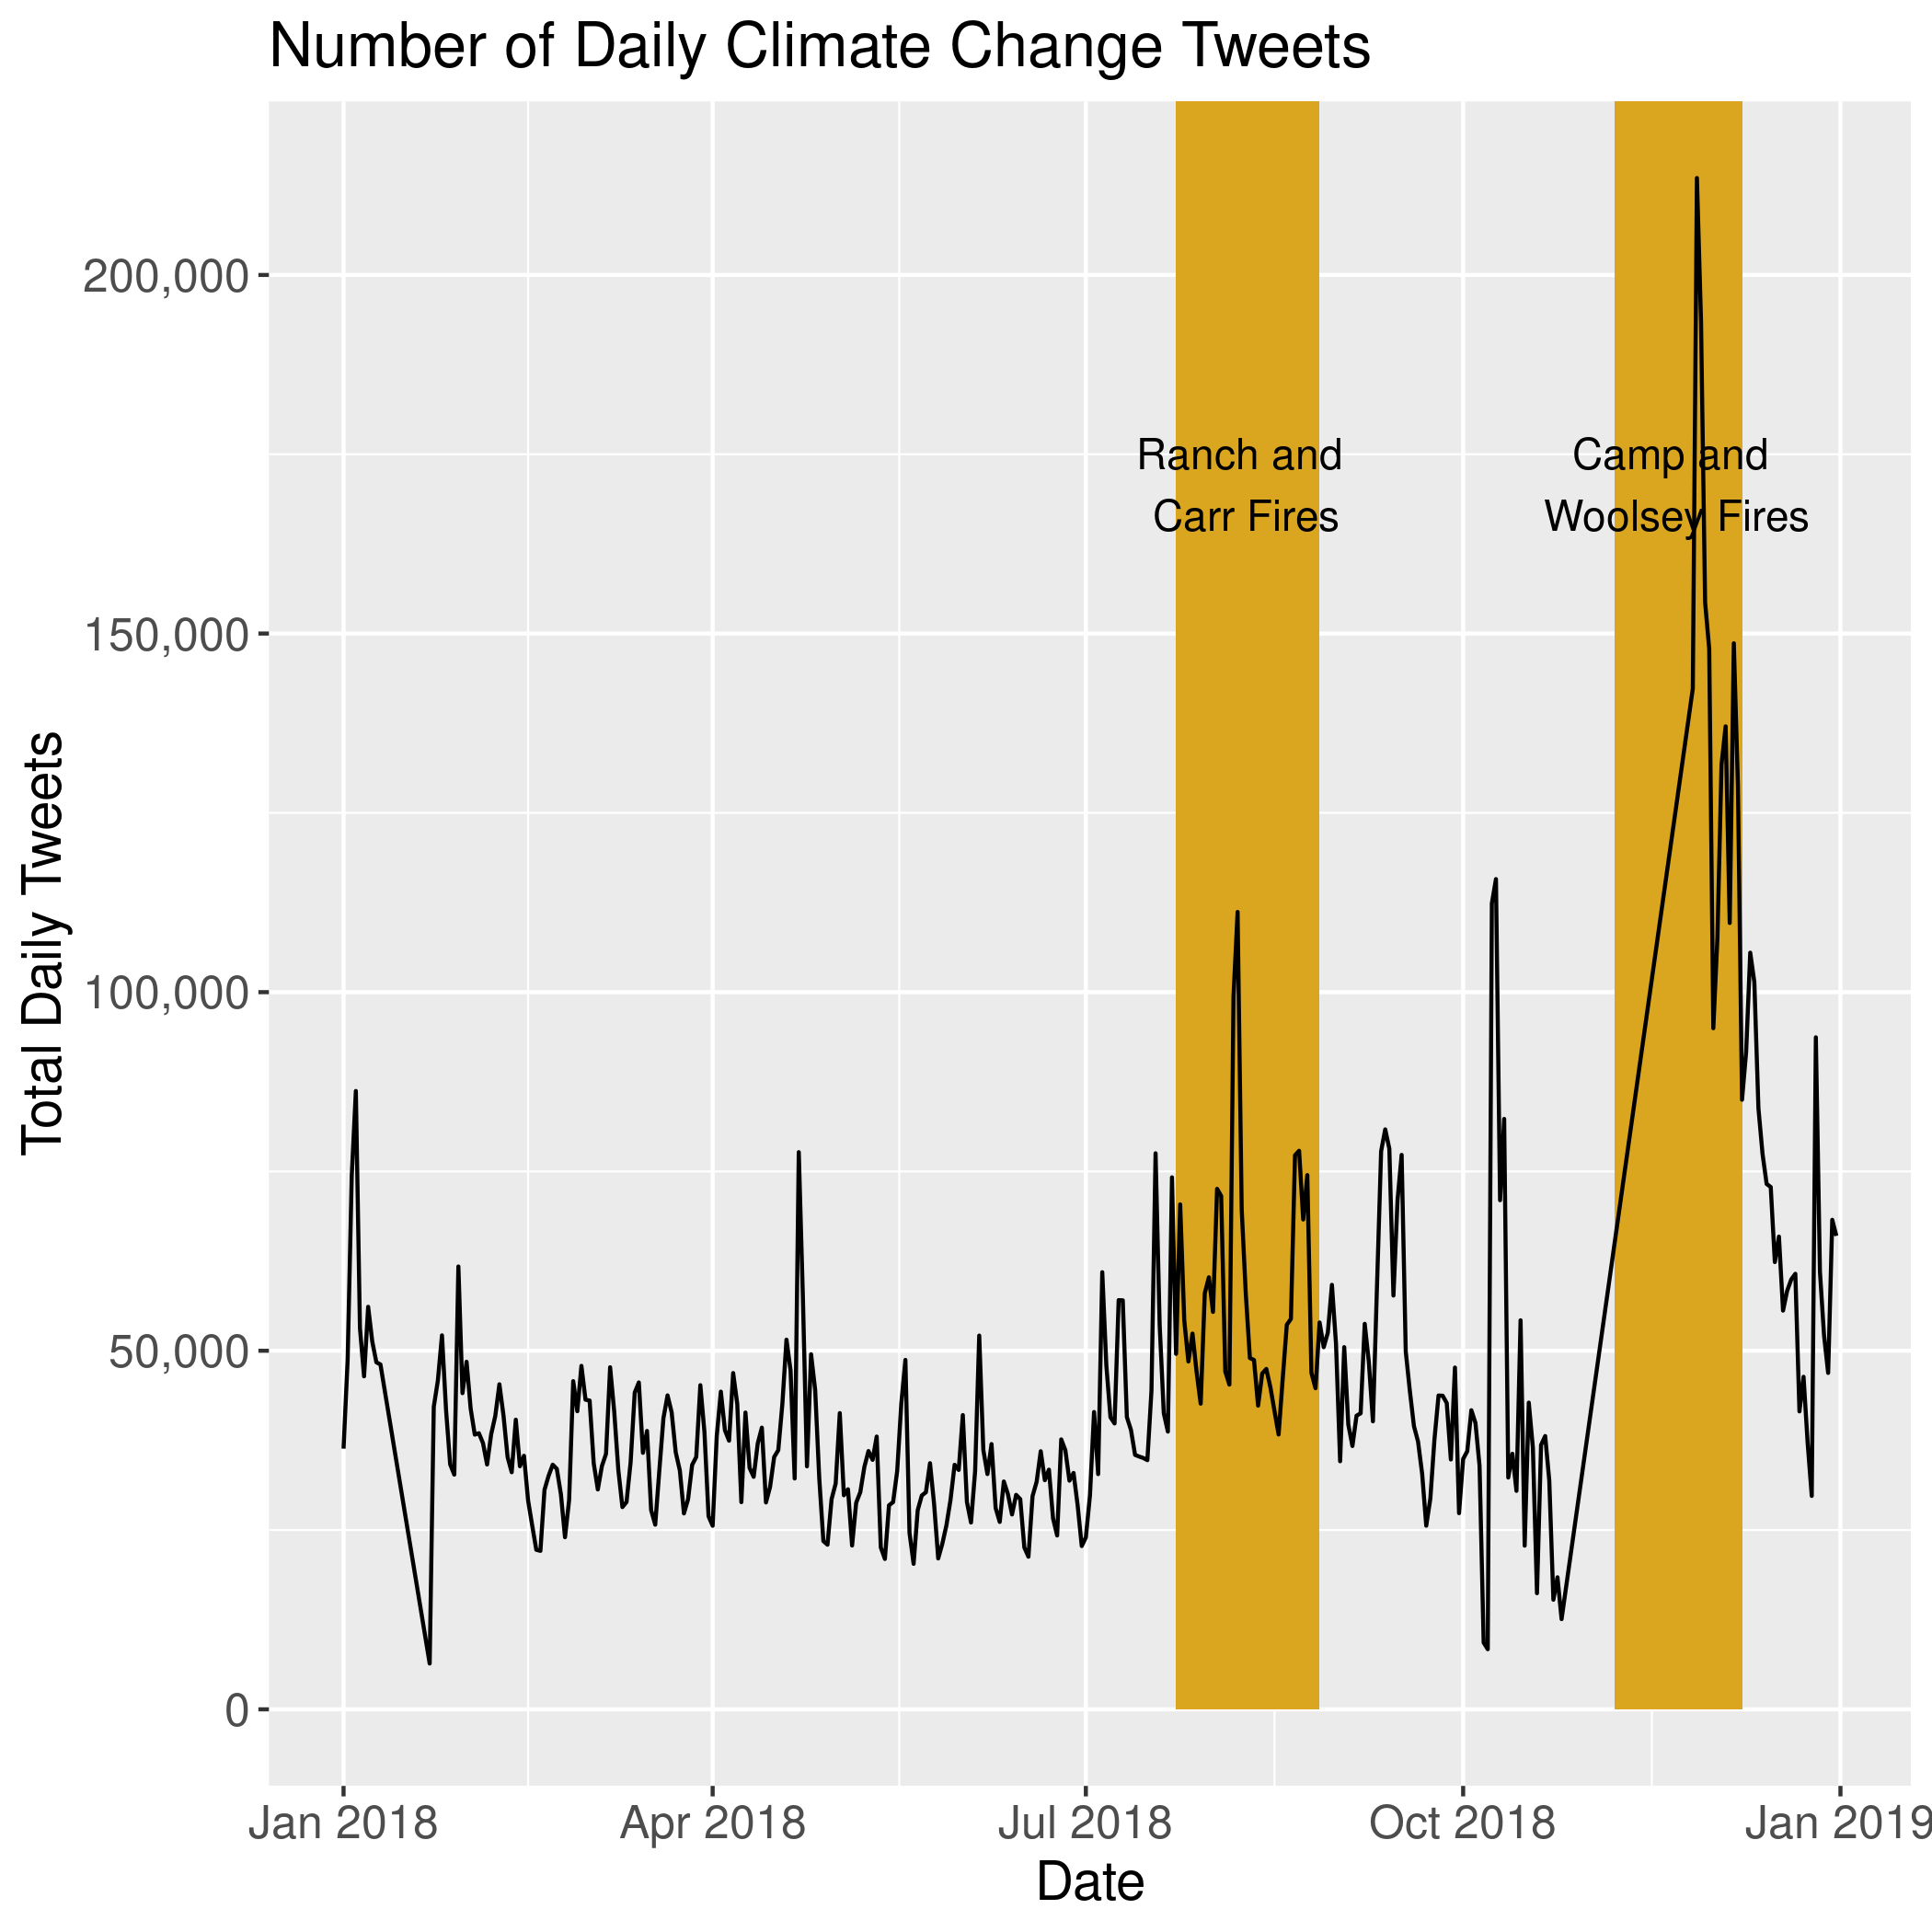 Number of Daily Climate Change Tweets
Total Daily Tweets
200,000
150,000
100,000
50,000
0
Ranch and
Carr Fires
Camp and
Woolsey Fires
Jan 2018
Apr 2018
Jul 2018
Oct 2018
Jan 2019
Date